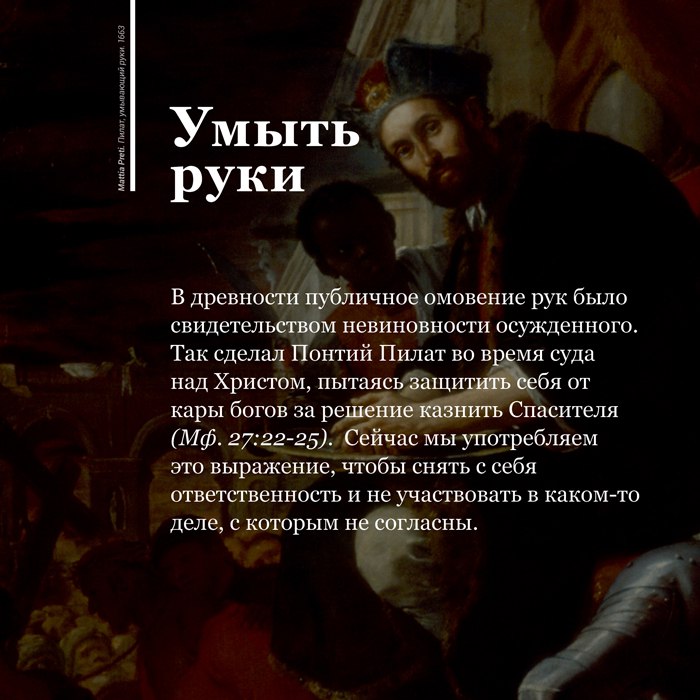 Mattia Preti. Пилат, умывающий руки. 1663
Умыть
руки
В древности публичное омовение рук было
свидетельством невиновности осужденного.
Так сделал Понтий Пилат во время суда
над Христом, пытаясь защитить себя от
кары богов за решение казнить Спасителя
(Мф. 27:22-25). Сейчас мы употребляем
это выражение, чтобы снять с себя
ответственность и не участвовать в каком-то
деле, с которым не согласны.